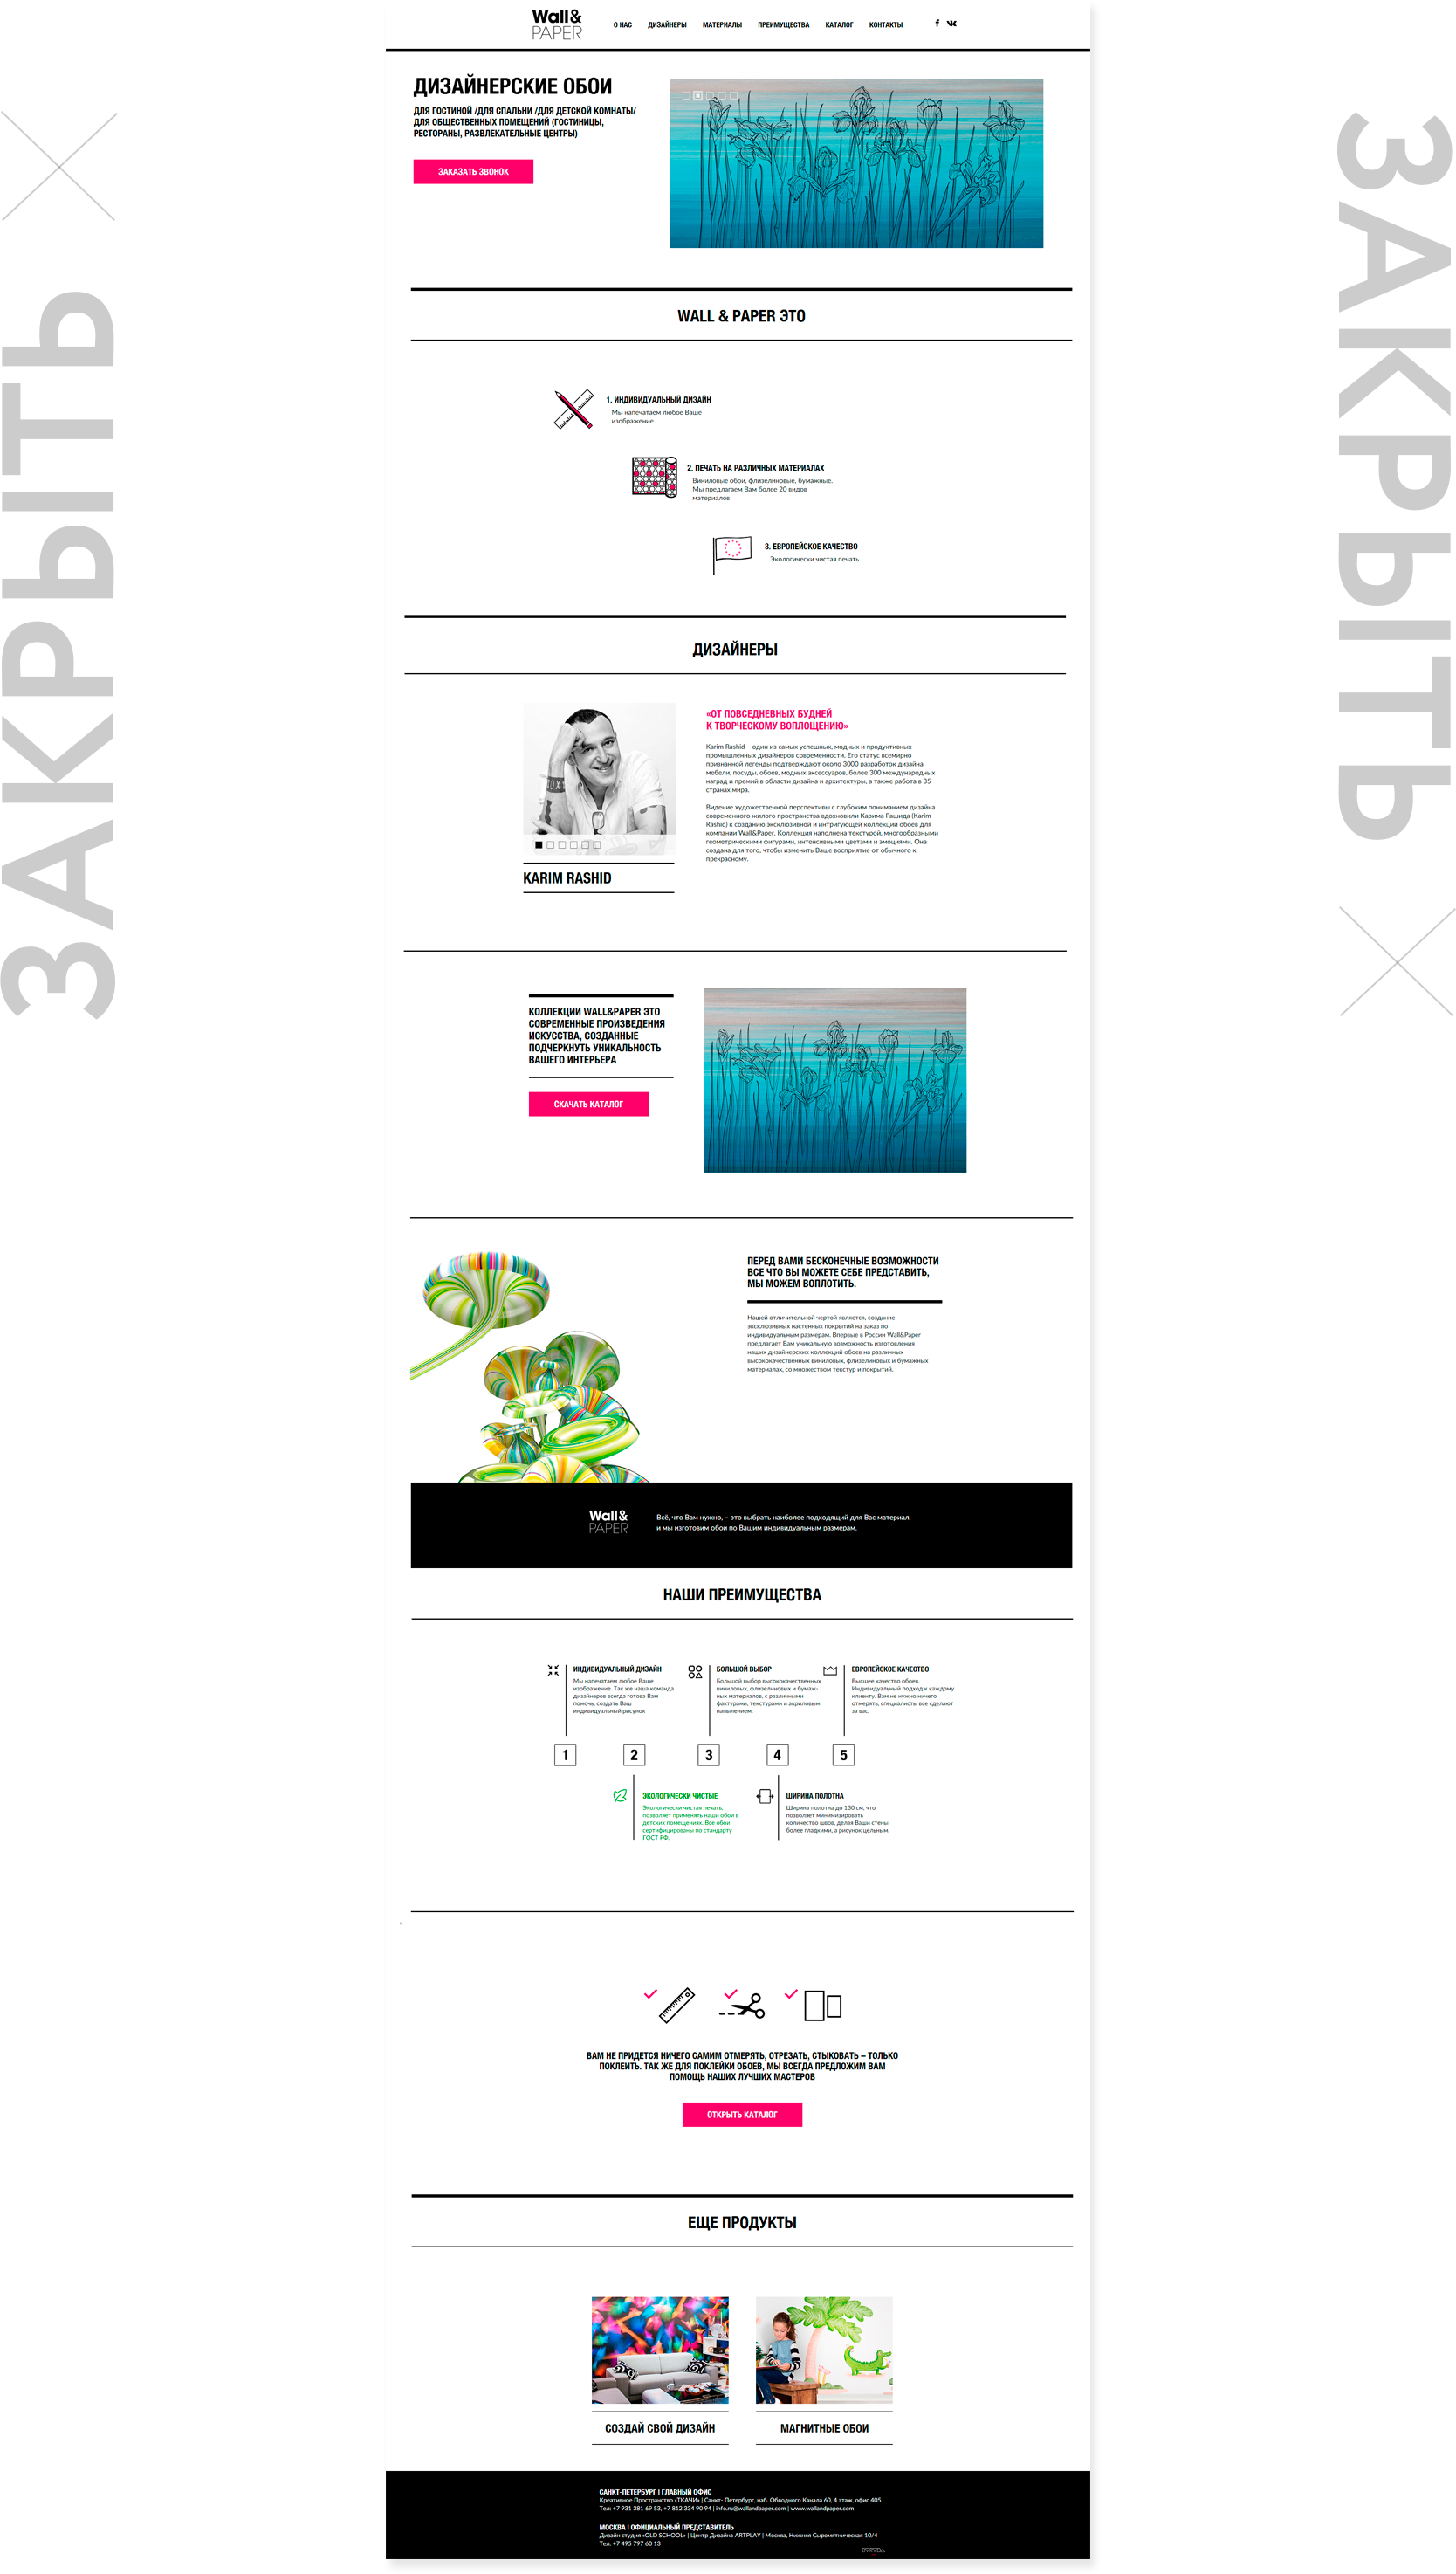 ЗАКРЫТЬ
ЗАКРЫТЬ
Wall&
PAPER
О НАС ДИЗАЙНЕРЫ МАТЕРИАЛЫ ПРЕИМУЩЕСТВА КАТАЛОГ КОНТАКТЫ
ДИЗАЙНЕРСКИЕ ОБОИ
ДЛЯ ГОСТИНОЙ /ДЛЯ СПАЛЬНИ /ДЛЯ ДЕТСКОЙ КОМНАТЫ/
ДЛЯ ОБЩЕСТВЕННЫХ ПОМЕЩЕНИЙ (ГОСТИНИЦЫ,
РЕСТОРАНЫ, РАЗВЛЕКАТЕЛЬНЫЕ ЦЕНТРЫ)
ЗАКАЗАТЬ ЗВОНОК
WALL & PAPER ЭТО
1. ИНДИВИДУАЛЬНЫЙ ДИЗАЙН
Мы напечатаем любое Ваше
изображение
2. ПЕЧАТЬ НА РАЗЛИЧНЫХ МАТЕРИАЛАХ
Виниловые обои, флизелиновые, бумажные.
Мы предлагаем Вам более 20 видов
материалов
3. ЕВРОПЕЙСКОЕ КАЧЕСТВО
Экологически чистая печать
ДИЗАЙНЕРЫ
«ОТ ПОВСЕДНЕВНЫХ БУДНЕЙ
К ТВОРЧЕСКОМУ ВОПЛОЩЕНИЮ»
Karim Rashid – один из самых успешных, модных и продуктивных
промышленных дизайнеров современности. Его статус всемирно
признанной легенды подтверждают около 3000 разработок дизайна
мебели, посуды, обоев, модных аксессуаров, более 300 международных
наград и премий в области дизайна и архитектуры, а также работа в 35
странах мира.
Видение художественной перспективы с глубоким пониманием дизайна
современного жилого пространства вдохновили Карима Рашида (Karim
Rashid) к созданию эксклюзивной и интригующей коллекции обоев для
компании Wall&Paper. Коллекция наполнена текстурой, многообразными
геометрическими фигурами, интенсивными цветами и эмоциями. Она
создана для того, чтобы изменить Ваше восприятие от обычного к
прекрасному.
KARIM RASHID
КОЛЛЕКЦИИ WALL&PAPER ЭТО
СОВРЕМЕННЫЕ ПРОИЗВЕДЕНИЯ
ИСКУССТВА, СОЗДАННЫЕ
ПОДЧЕРКНУТЬ УНИКАЛЬНОСТЬ
ВАШЕГО ИНТЕРЬЕРА
СКАЧАТЬ КАТАЛОГ
ПЕРЕД ВАМИ БЕСКОНЕЧНЫЕ ВОЗМОЖНОСТИ
ВСЕ ЧТО ВЫ МОЖЕТЕ СЕБЕ ПРЕДСТАВИТЬ,
МЫ МОЖЕМ ВОПЛОТИТЬ.
Нашей отличительной чертой является, создание
эксклюзивных настенных покрытий на заказ по
индивидуальным размерам. Впервые в России Wall&Paper
предлагает Вам уникальную возможность изготовления
наших дизайнерских коллекций обоев на различных
высококачественных виниловых, флизелиновых и бумажных
материалах, со множеством текстур и покрытий.
Wall&
PAPER
Всё, что Вам нужно, – это выбрать наиболее подходящий для Вас материал,
и мы изготовим обои по Вашим индивидуальным размерам.
НАШИ ПРЕИМУЩЕСТВА
ИНДИВИДУАЛЬНЫЙ ДИЗАЙН
Мы напечатаем любое Ваше
изображение. Так же наша команда
дизайнеров всегда готова Вам
помочь, создать Ваш
индивидуальный рисунок
БОЛЬШОЙ ВЫБОР
Большой выбор высококачественных
виниловых, флизелиновых и бумаж-
ных материалов, с различными
фактурами, текстурами и акриловым
напылением.
ЕВРОПЕЙСКОЕ КАЧЕСТВО
Высшее качество обоев.
Индивидуальный подход к каждому
клиенту. Вам не нужно ничего
отмерять, специалисты все сделают
за вас.
1 2 3 4 5
ЭКОЛОГИЧЕСКИ ЧИСТЫЕ
Экологически чистая печать,
позволяет применять наши обои в
детских помещениях. Все обои
сертифицированы по стандарту
ГОСТ РФ.
ШИРИНА ПОЛОТНА
Ширина полотна до 130 см, что
позволяет минимизировать
количество швов, делая Ваши стены
более гладкими, а рисунок цельным.
ВАМ НЕ ПРИДЕТСЯ НИЧЕГО САМИМ ОТМЕРЯТЬ, ОТРЕЗАТЬ, СТЫКОВАТЬ – ТОЛЬКО
ПОКЛЕИТЬ. ТАК ЖЕ ДЛЯ ПОКЛЕЙКИ ОБОЕВ, МЫ ВСЕГДА ПРЕДЛОЖИМ ВАМ
ПОМОЩЬ НАШИХ ЛУЧШИХ МАСТЕРОВ
ОТКРЫТЬ КАТАЛОГ
ЕЩЕ ПРОДУКТЫ
СОЗДАЙ СВОЙ ДИЗАЙН
МАГНИТНЫЕ ОБОИ
САНКТ-ПЕТЕРБУРГ I ГЛАВНЫЙ ОФИС
Креативное Пространство «ТКАЧИ» | Санкт- Петербург, наб. Обводного Канала 60, 4 этаж, офис 405
Тел: +7 931 381 69 53, +7 812 334 90 94 | info.ru@wallandpaper.com | www.wallandpaper.com
МОСКВА I ОФИЦИАЛЬНЫЙ ПРЕДСТАВИТЕЛЬ
Дизайн студия «OLD SCHOOL» | Центр Дизайна ARTPLAY | Москва, Нижняя Сыромятническая 10/4
Тел: +7 495 797 60 13